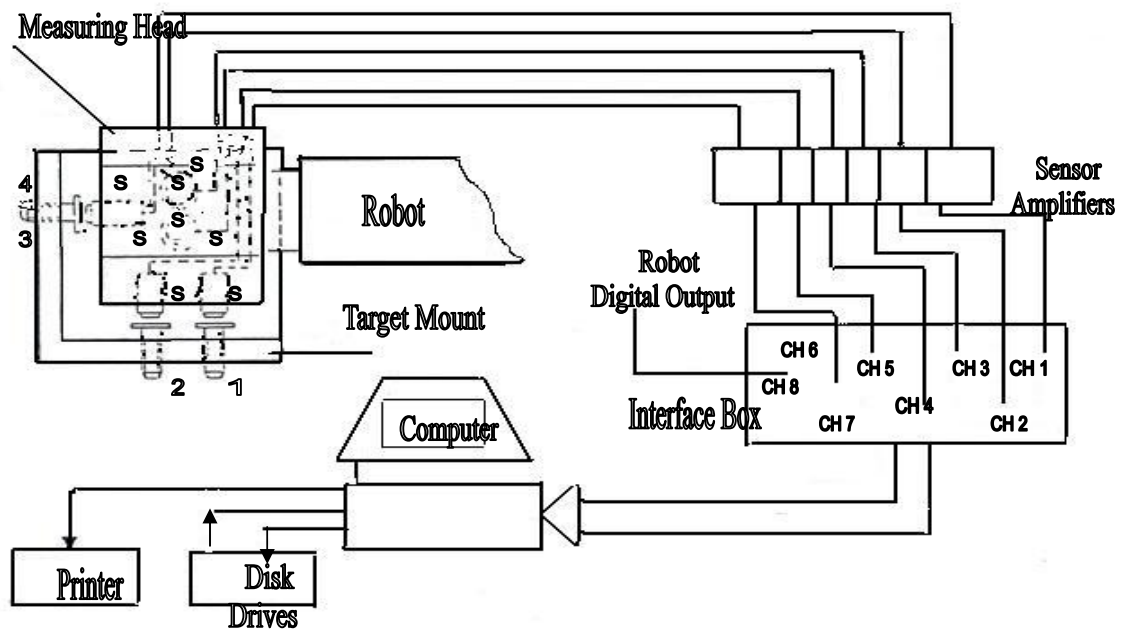 Measuring Head
S
S
S
S
S
S
S
S
4
3
2
1
Robot
Sensor
Amplifiers
Robot
Digital Output
Target Mount
CH 6
CH 5
CH 3
CH 1
CH 8
CH 4
CH 7
CH 2
Interface Box
Computer
Printer
Disk
Drives